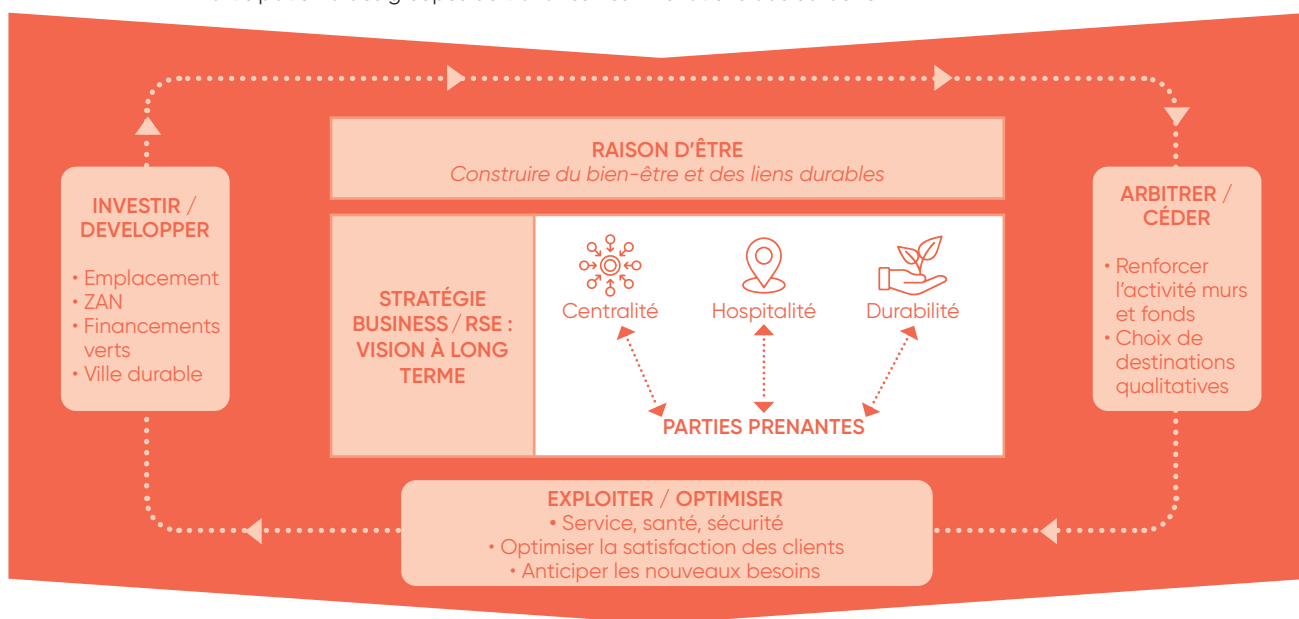 RAISON D'ÊTRE
Construire du bien-être et des liens durables
INVESTIR /
DEVELOPPER
• Emplacement
• ZAN
• Financements
verts
• Ville durable
STRATÉGIE
BUSINESS / RSE :
VISION À LONG
TERME
Centralité
Hospitalité
Durabilité
PARTIES PRENANTES
ARBITRER /
CÉDER
• Renforcer
l'activité murs
et fonds
• Choix de
destinations
qualitatives
EXPLOITER / OPTIMISER
• Service, santé, sécurité
• Optimiser la satisfaction des clients
• Anticiper les nouveaux besoins